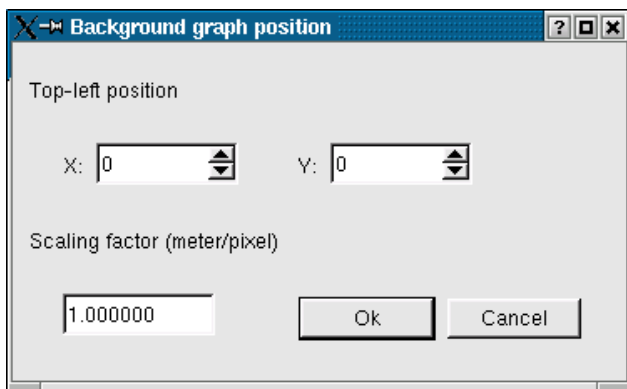 Background graph position
Top-left position
X: 0 Y: 0
Scaling factor (meter/pixel)
1.000000 Ok Cancel